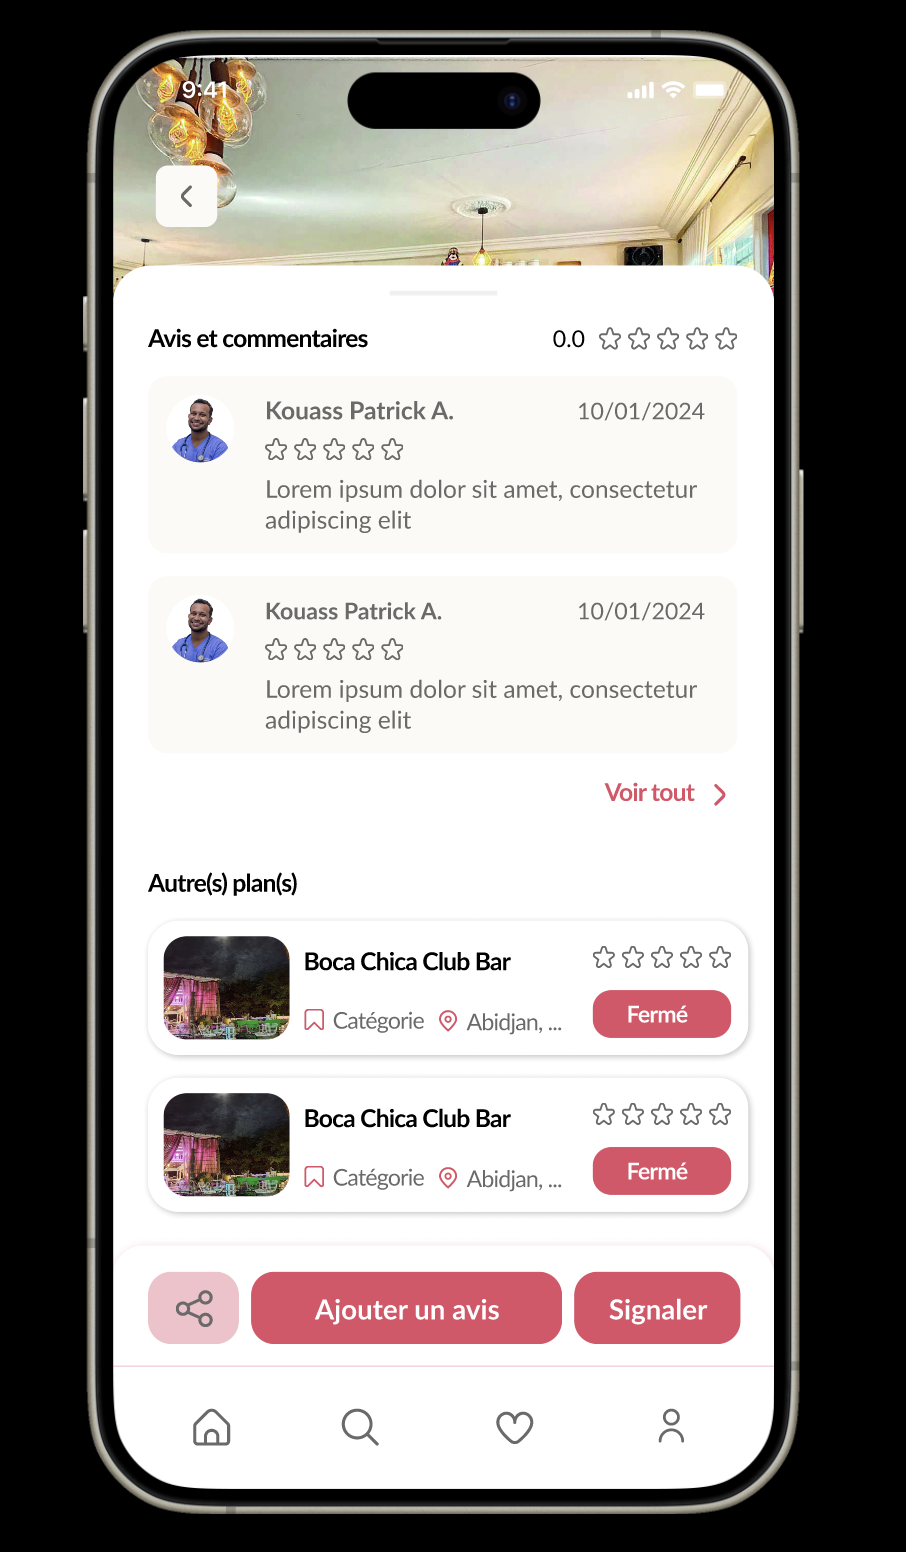 9:41
Avis et commentaires 0.0
Kouass Patrick A. 10/01/2024
Lorem ipsum dolor sit amet, consectetur
adipiscing elit
Kouass Patrick A. 10/01/2024
Lorem ipsum dolor sit amet, consectetur
adipiscing elit
Voir tout
Autre(s) plan(s)
Boca Chica Club Bar
Catégorie Abidjan, ... Fermé
Boca Chica Club Bar
Catégorie Abidjan, ... Fermé
Ajouter un avis Signaler